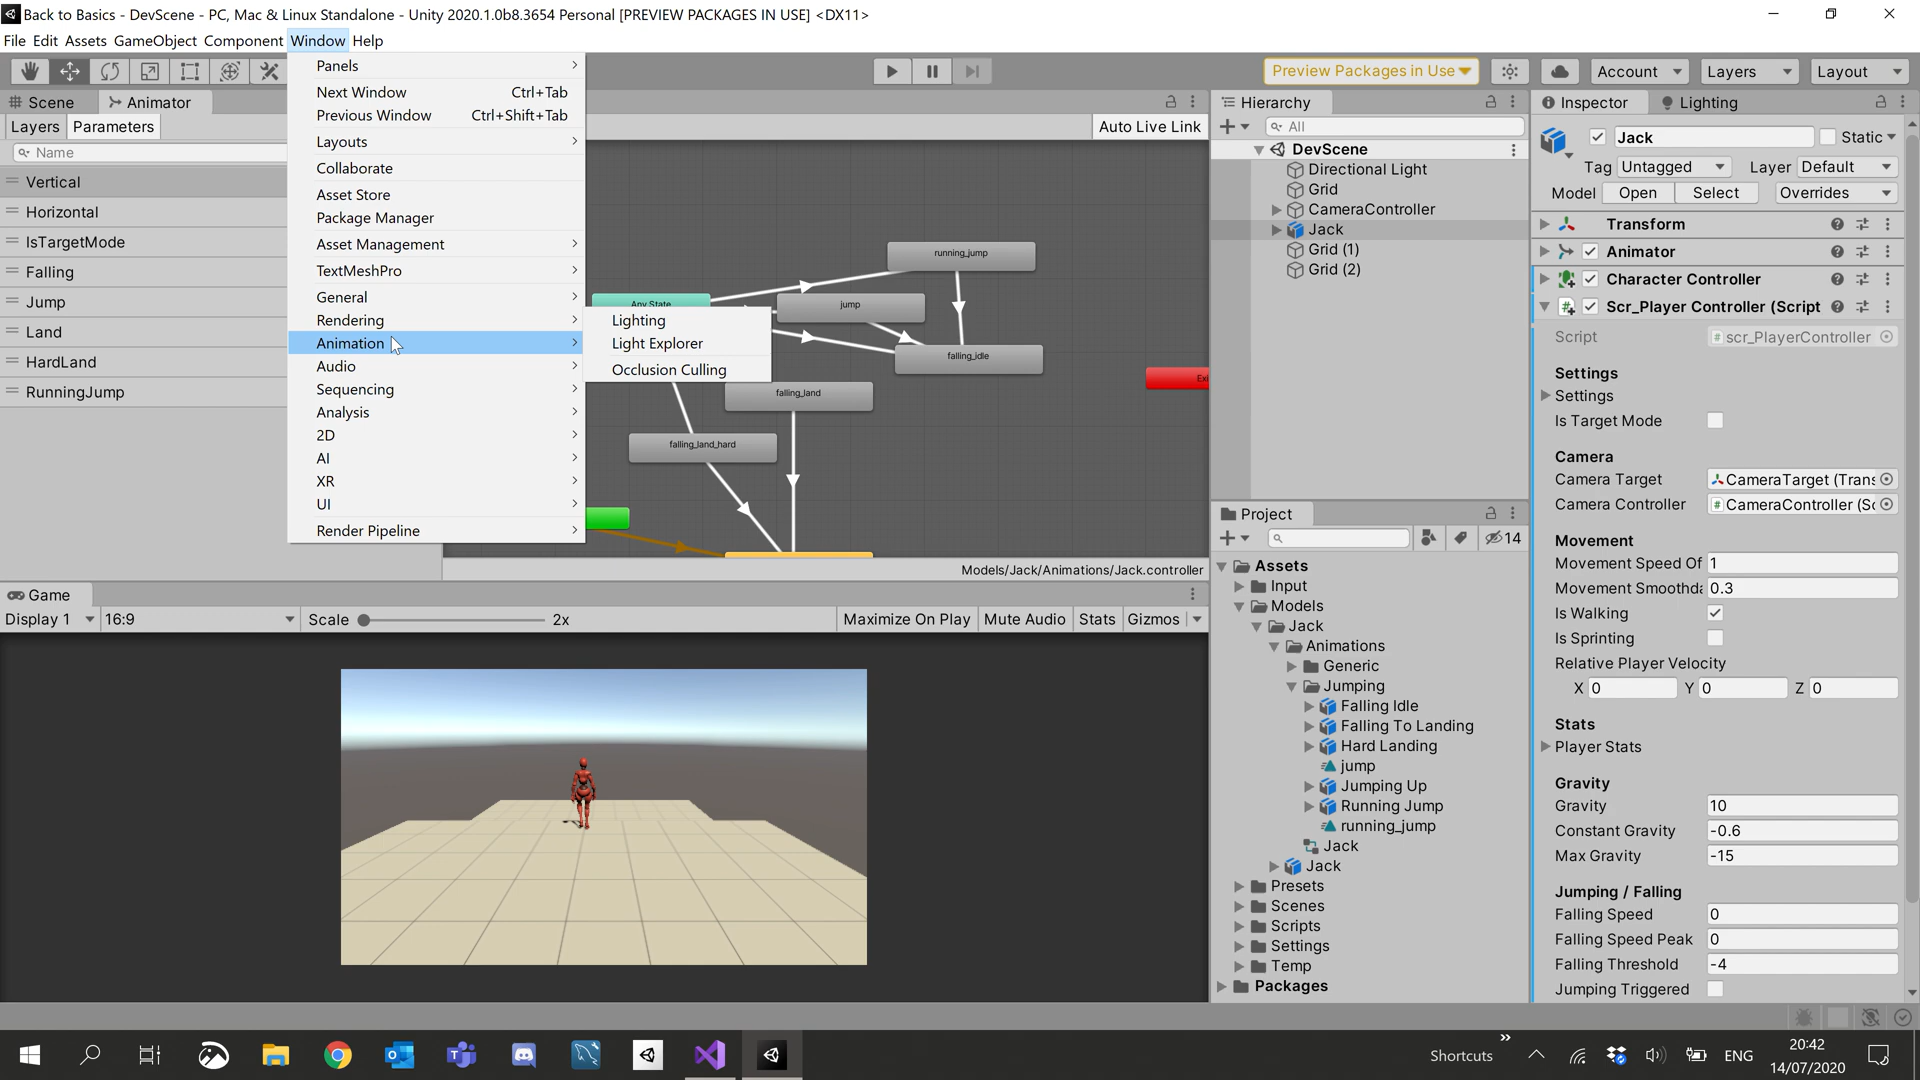 Back to Basics - DevScene - PC, Mac & Linux Standalone - Unity 2020.1.0b8.3654 Personal [PREVIEW PACKAGES IN USE] <DX11>
File Edit Assets GameObject Component Window Help
Preview Packages in Use
Account
Layers
Layout
Scene
Animator
Layers
Parameters
Name
Vertical
Horizontal
IsTargetMode
Falling
Jump
Land
HardLand
RunningJump
Panels
Next Window Ctrl+Tab
Previous Window Ctrl+Shift+Tab
Layouts
Collaborate
Asset Store
Package Manager
Asset Management
TextMeshPro
General
Rendering
Animation
Audio
Sequencing
Analysis
2D
AI
XR
UI
Render Pipeline
Lighting
Light Explorer
Occlusion Culling
Auto Live Link
running_jump
Any State
jump
falling_idle
Exi
falling_land
falling_land_hard
Models/Jack/Animations/Jack.controller
Game
Display 1
16:9
Scale
2x
Maximize On Play
Mute Audio
Stats
Gizmos
Hierarchy
All
DevScene
Directional Light
Grid
CameraController
Jack
Grid (1)
Grid (2)
Project
14
Assets
Input
Models
Jack
Animations
Generic
Jumping
Falling Idle
Falling To Landing
Hard Landing
jump
Jumping Up
Running Jump
running_jump
Jack
Jack
Presets
Scenes
Scripts
Settings
Temp
Packages
Inspector
Lighting
Jack
Static
Tag Untagged
Layer Default
Model Open Select Overrides
Transform
Animator
Character Controller
Scr_Player Controller (Script
Script # scr_PlayerController
Settings
Settings
Is Target Mode
Camera
Camera Target CameraTarget (Trans
Camera Controller # CameraController (Sc
Movement
Movement Speed Of 1
Movement Smoothda 0.3
Is Walking
Is Sprinting
Relative Player Velocity
X 0 Y 0 Z 0
Stats
Player Stats
Gravity
Gravity 10
Constant Gravity -0.6
Max Gravity -15
Jumping / Falling
Falling Speed 0
Falling Speed Peak 0
Falling Threshold -4
Jumping Triggered
Shortcuts
»
ENG
20:42
14/07/2020